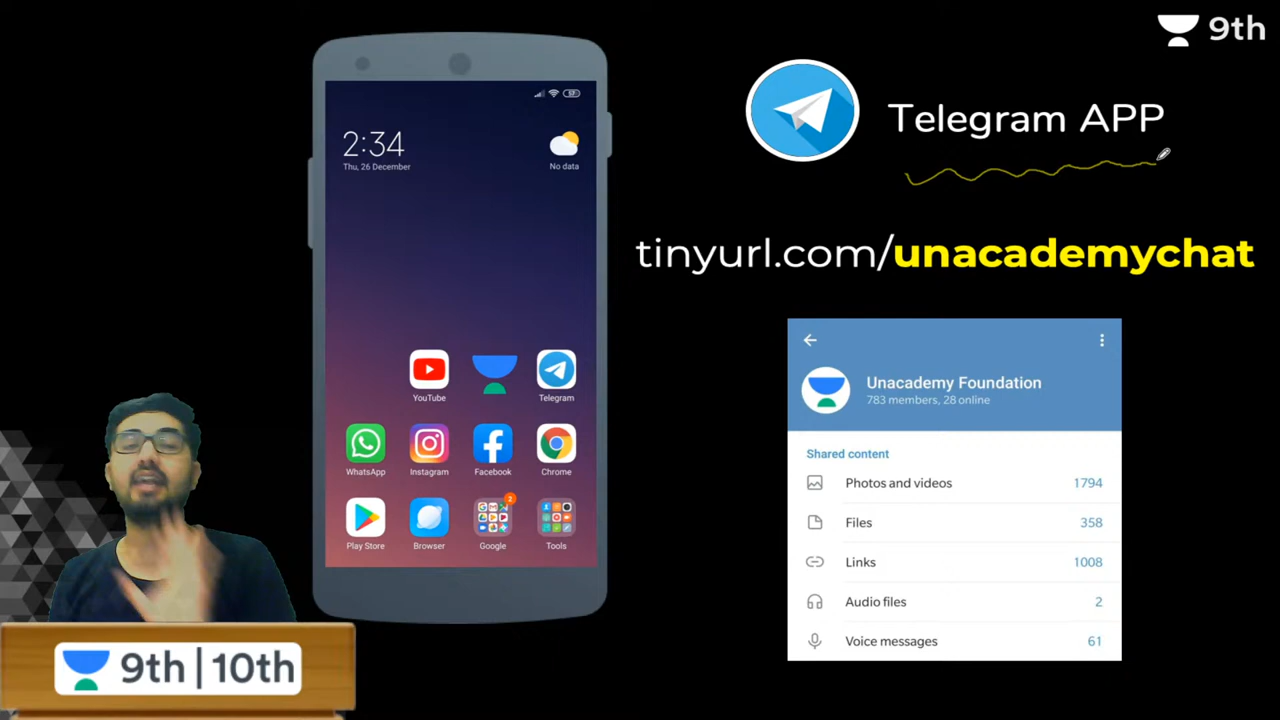 9th
Telegram APP
tinyurl.com/unacademychat
2:34
Thu, 26 December
No data
YouTube
Telegram
WhatsApp
Instagram
Facebook
Chrome
2
Play Store
Browser
Google
Tools
Unacademy Foundation
783 members, 28 online
Shared content
Photos and videos 1794
Files 358
Links 1008
Audio files 2
Voice messages 61
9th | 10th